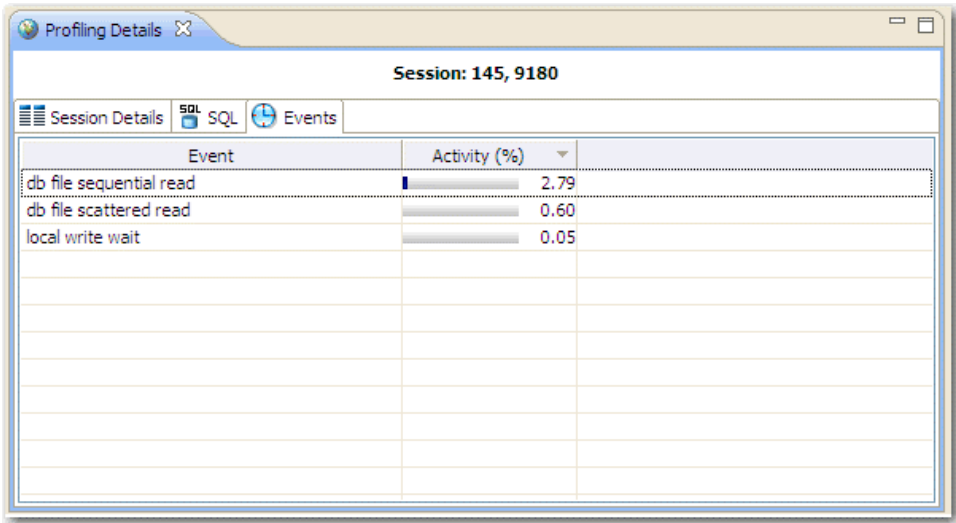 Profiling Details
Session: 145, 9180
Session Details SQL SQL Events
Event Activity (%)
db file sequential read 2.79
db file scattered read 0.60
local write wait 0.05